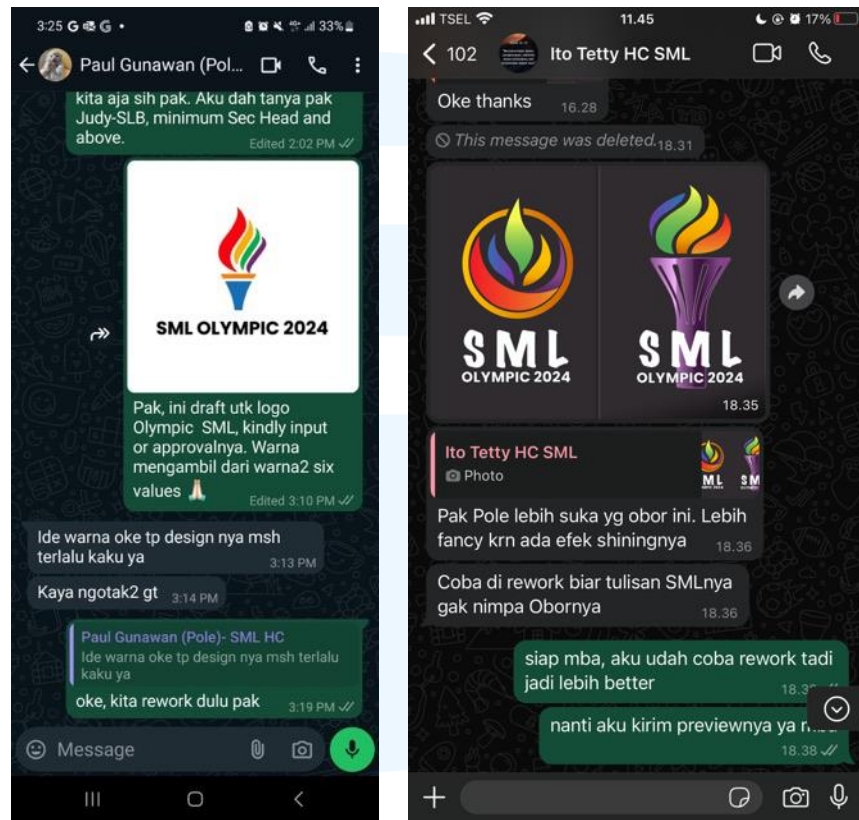 3:25 G G •
33%
Paul Gunawan (Pol...
kita aja sih pak. Aku dah tanya pak
Judy-SLB, minimum Sec Head and
above.
Edited 2:02 PM
SML OLYMPIC 2024
Pak, ini draft utk logo
Olympic SML, kindly input
or approvalnya. Warna
mengambil dari warna2 six
values
Edited 3:10 PM
Ide warna oke tp design nya msh
terlalu kaku ya
3:13 PM
Kaya ngotak2 gt
3:14 PM
Paul Gunawan (Pole)- SML HC
Ide warna oke tp design nya msh terlalu
kaku ya
oke, kita rework dulu pak
3:19 PM
Message
TSEL
11.45
17%
102
Ito Tetty HC SML
Oke thanks
16.28
This message was deleted.
18.31
SML
OLYMPIC 2024
SML
OLYMPIC 2024
18.35
Ito Tetty HC SML
Photo
ML SM
Pak Pole lebih suka yg obor ini. Lebih
fancy krn ada efek shiningnya
18.36
Coba di rework biar tulisan SMLnya
gak nimpa Obornya
18.36
siap mba, aku udah coba rework tadi
jadi lebih better
nanti aku kirim previewnya ya
18.38